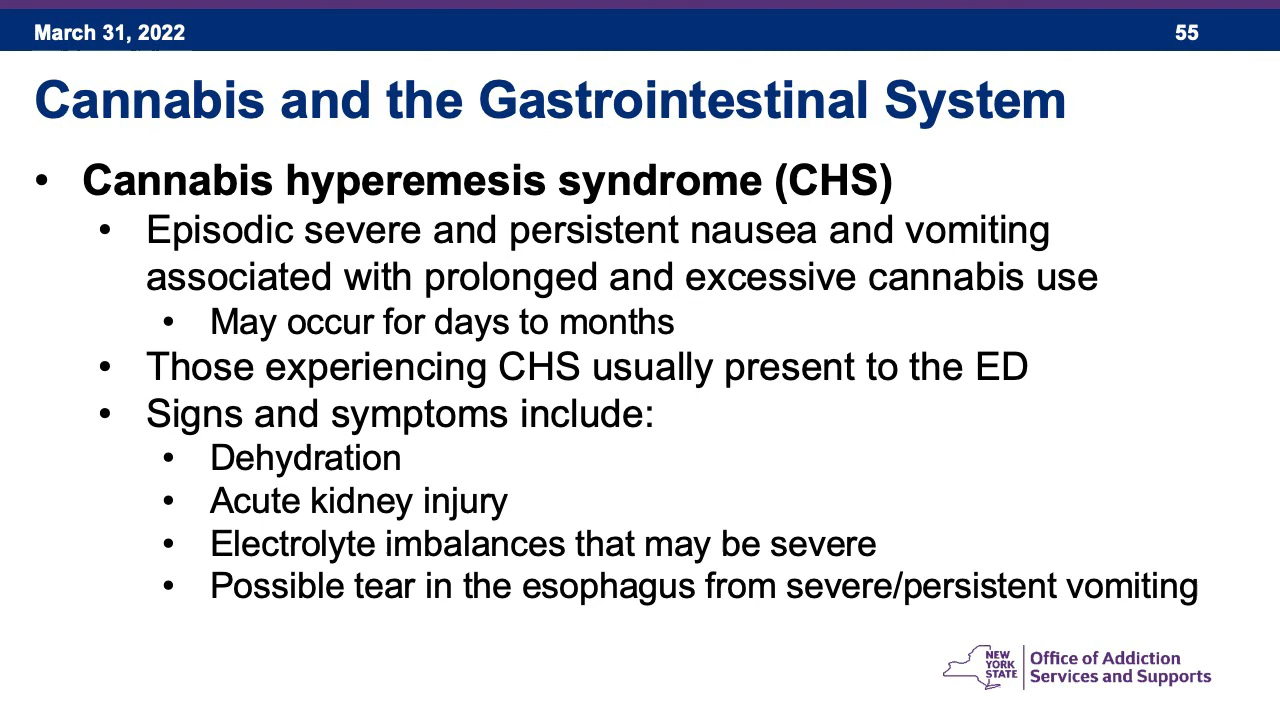 March 31, 2022
55
Cannabis and the Gastrointestinal System
• Cannabis hyperemesis syndrome (CHS)
• Episodic severe and persistent nausea and vomiting
associated with prolonged and excessive cannabis use
• May occur for days to months
• Those experiencing CHS usually present to the ED
• Signs and symptoms include:
• Dehydration
• Acute kidney injury
• Electrolyte imbalances that may be severe
• Possible tear in the esophagus from severe/persistent vomiting
NEW
YORK
STATE
Office of Addiction
Services and Supports